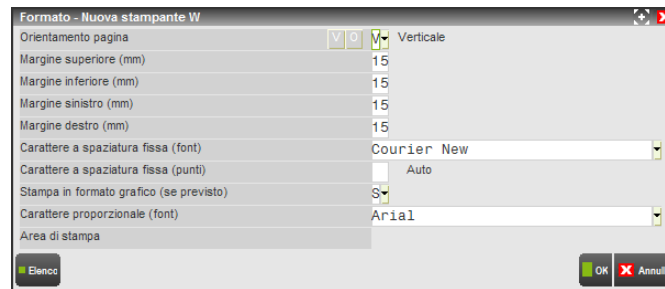 Formato - Nuova stampante W
Orientamento pagina V O V Verticale
Margine superiore (mm) 15
Margine inferiore (mm) 15
Margine sinistro (mm) 15
Margine destro (mm) 15
Carattere a spaziatura fissa (font) Courier New
Carattere a spaziatura fissa (punti) Auto
Stampa in formato grafico (se previsto) S
Carattere proporzionale (font) Arial
Area di stampa
Elenco OK X Annull